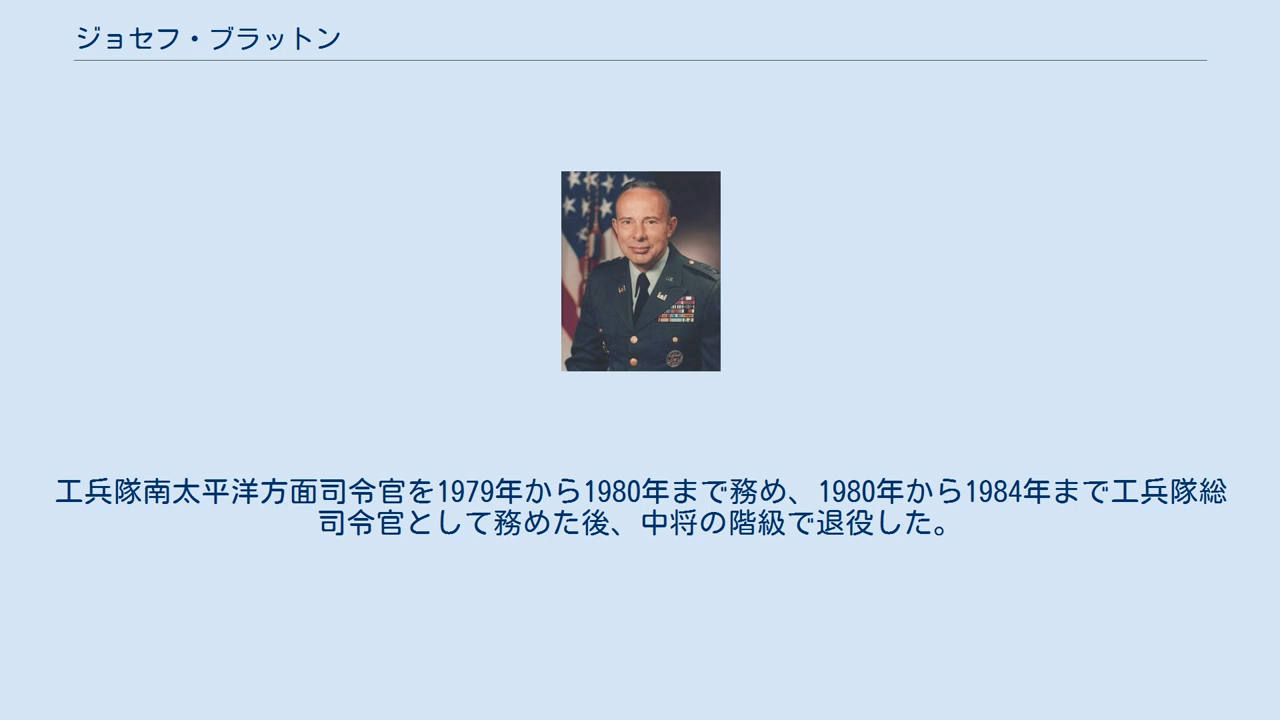 ジョセフ・ブラットン
工兵隊南太平洋方面司令官を1979年から1980年まで務め、1980年から1984年まで工兵隊総
司令官として務めた後、中将の階級で退役した。